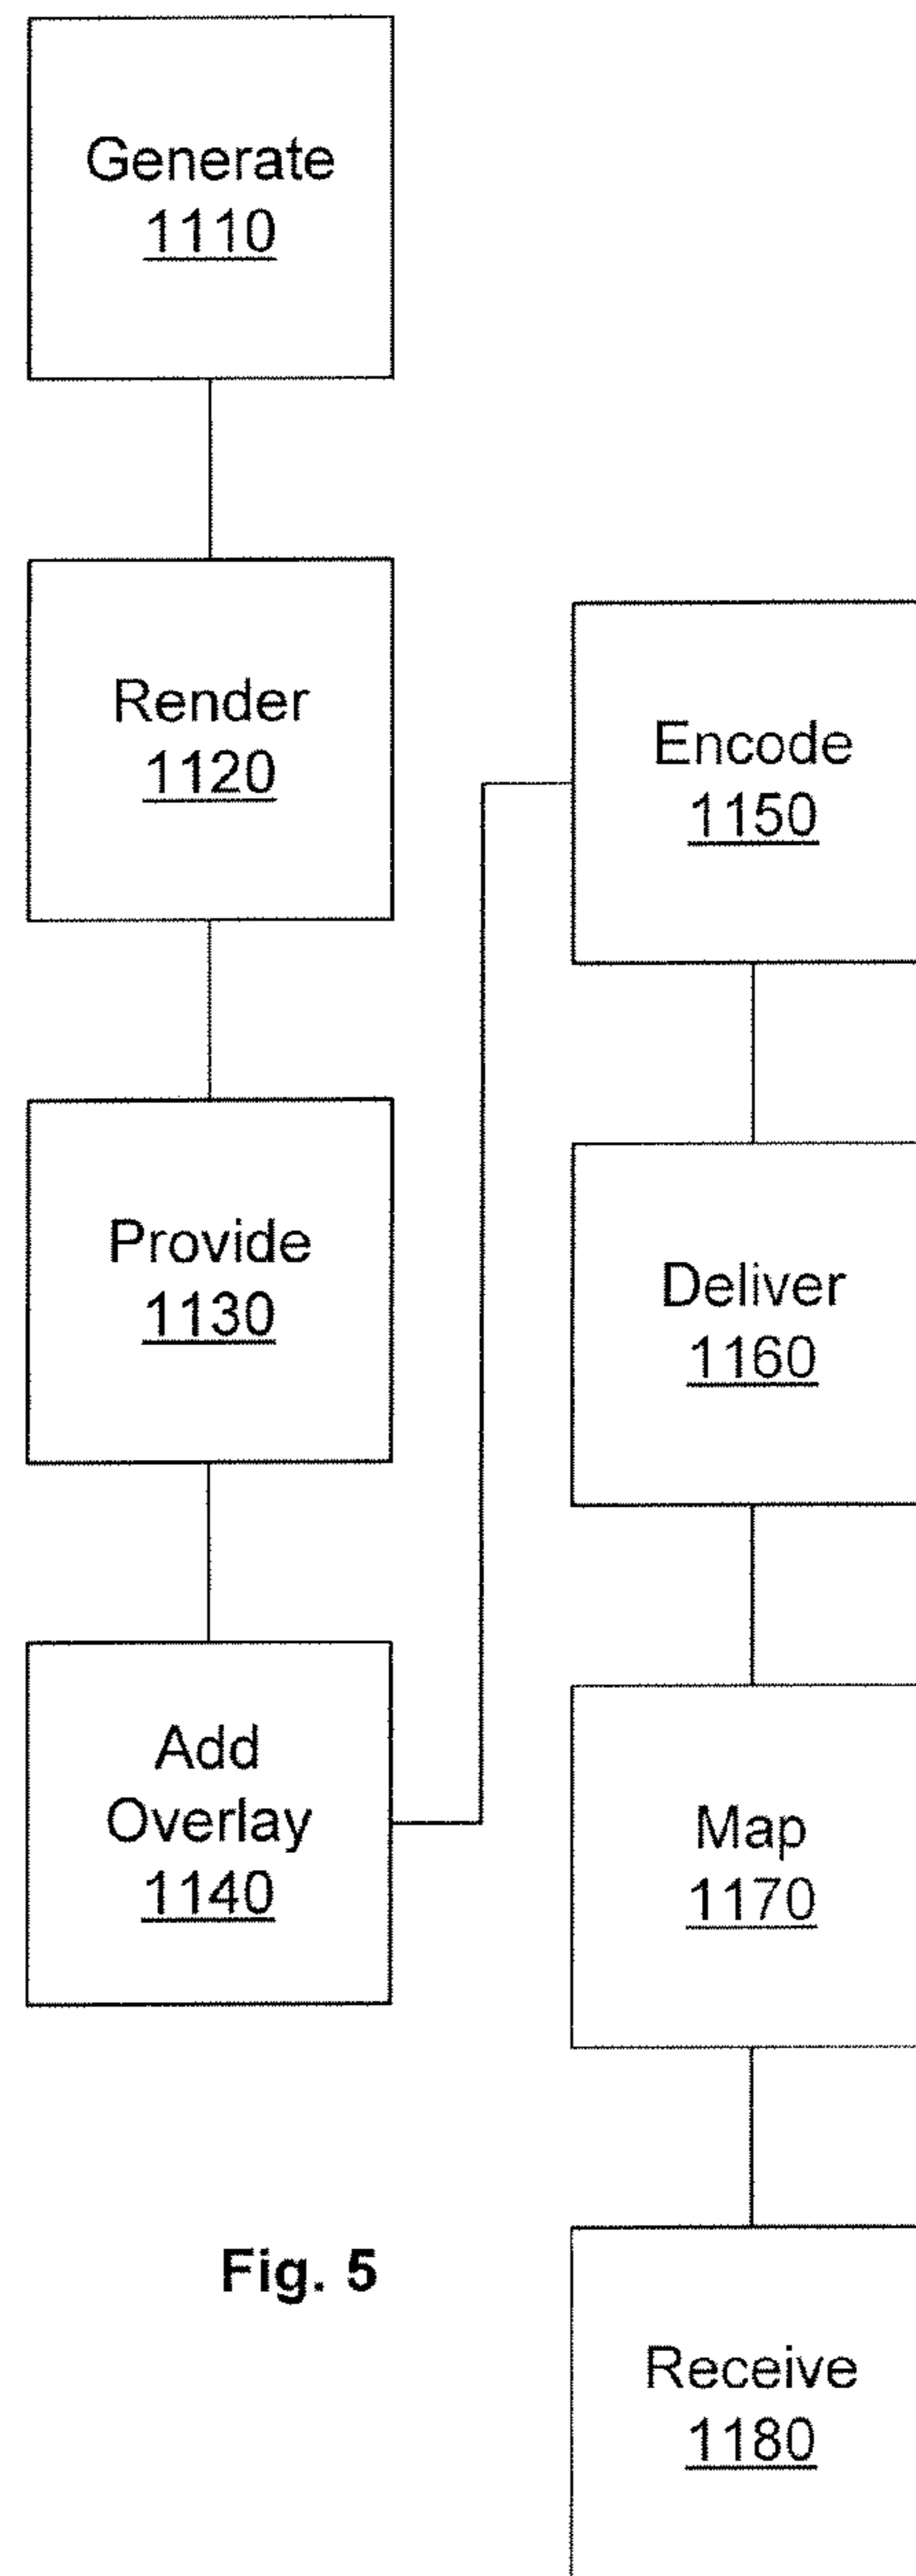 Generate
1110
Render
1120
Provide
1130
Add
Overlay
1140
Encode
1150
Deliver
1160
Map
1170
Receive
1180
Fig. 5